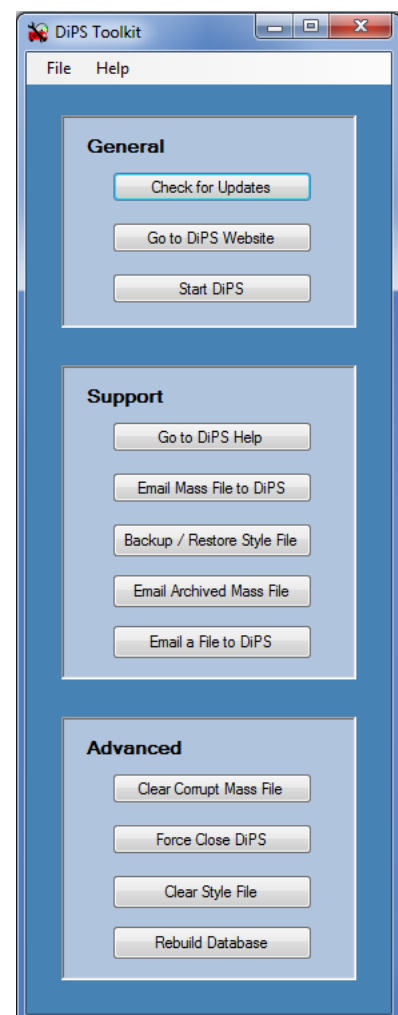 DiPS Toolkit
File Help
General
Check for Updates
Go to DiPS Website
Start DiPS
Support
Go to DiPS Help
Email Mass File to DiPS
Backup / Restore Style File
Email Archived Mass File
Email a File to DiPS
Advanced
Clear Corrupt Mass File
Force Close DiPS
Clear Style File
Rebuild Database